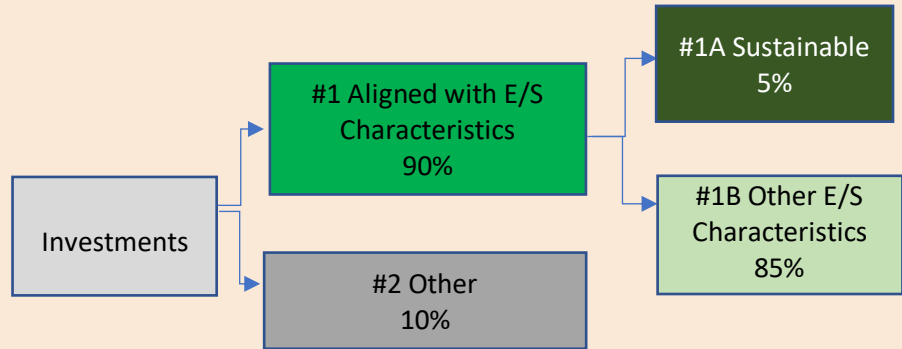 Investments
#1 Aligned with E/S
Characteristics
90%
#2 Other
10%
#1A Sustainable
5%
#1B Other E/S
Characteristics
85%